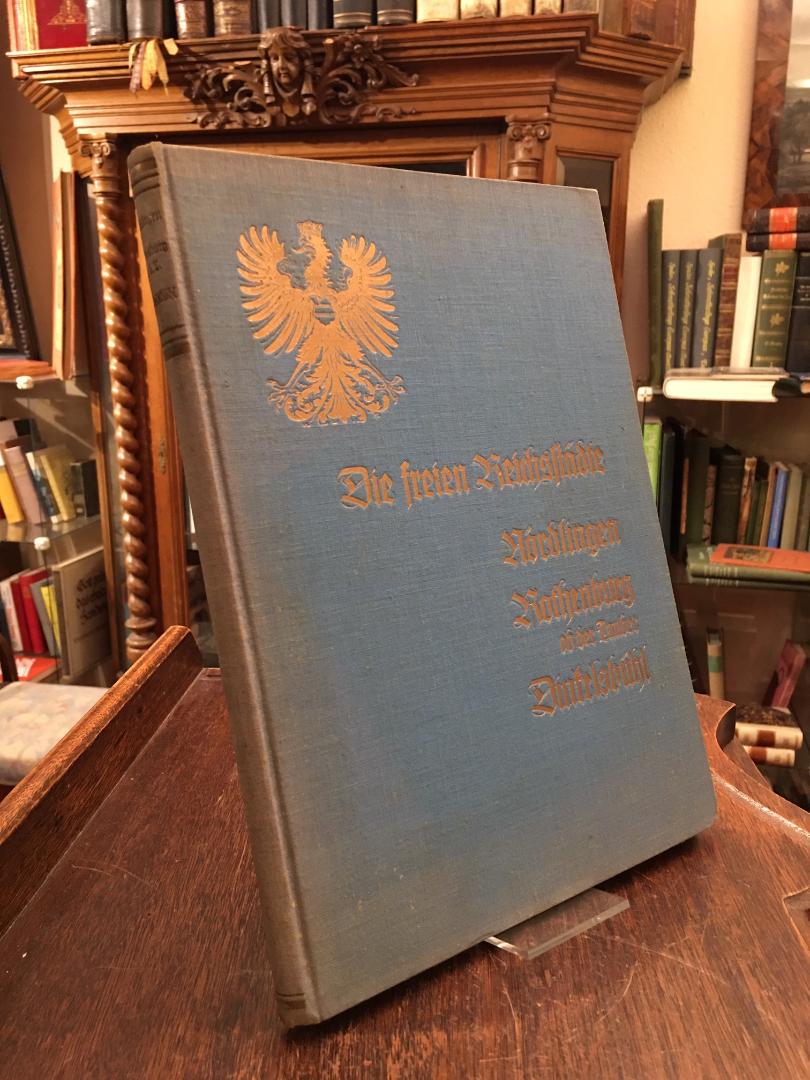 Die freien Reichsstädte
Nördlingen
Rothenburg
ob der Tauber
Dinkelsbühl